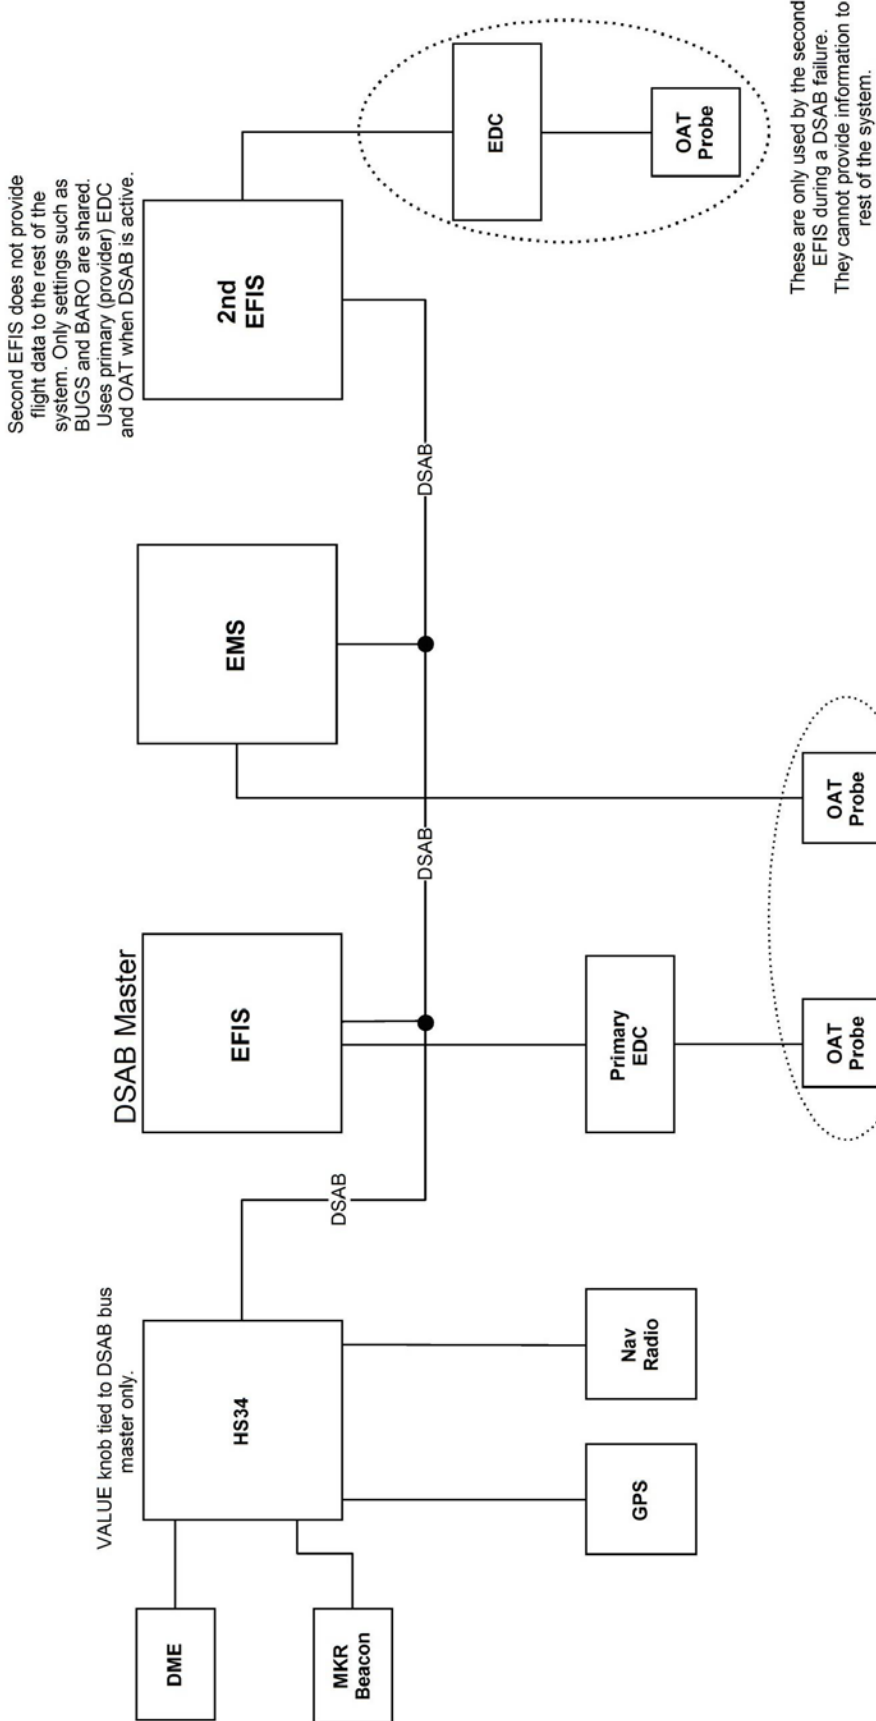 VALUE knob tied to DSAB bus
master only.
DME
MKR
Beacon
HS34
GPS
Nav
Radio
DSAB
DSAB Master
EFIS
Primary
EDC
OAT
Probe
DSAB
EMS
OAT
Probe
DSAB
Second EFIS does not provide
flight data to the rest of the
system. Only settings such as
BUGS and BARO are shared.
Uses primary (provider) EDC
and OAT when DSAB is active.
2nd
EFIS
EDC
OAT
Probe
These are only used by the second
EFIS during a DSAB failure.
They cannot provide information to
rest of the system.